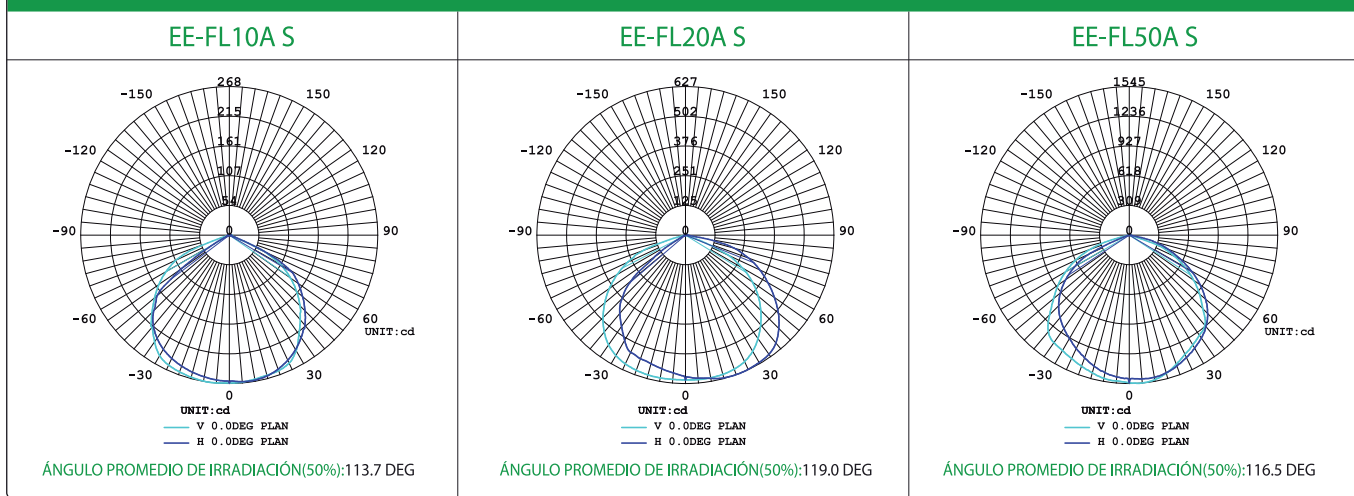 EE-FL10A S
EE-FL20A S
EE-FL50A S
268
-150 150
215
-120 161 120
107
54
-90 0 90
-60 60
UNIT:cd
-30 30
0
UNIT:cd
V 0.0DEG PLAN
H 0.0DEG PLAN
ÁNGULO PROMEDIO DE IRRADIACIÓN(50%):113.7 DEG
627
-150 150
502
-120 376 120
251
125
-90 0 90
-60 60
-30 30
0
UNIT:cd
V 0.0DEG PLAN
H 0.0DEG PLAN
ÁNGULO PROMEDIO DE IRRADIACIÓN(50%):119.0 DEG
1545
-150 150
1236
-120 927 120
618
309
-90 0 90
-60 60
UNIT:cd
-30 30
0
UNIT:cd
V 0.0DEG PLAN
H 0.0DEG PLAN
ÁNGULO PROMEDIO DE IRRADIACIÓN(50%):116.5 DEG